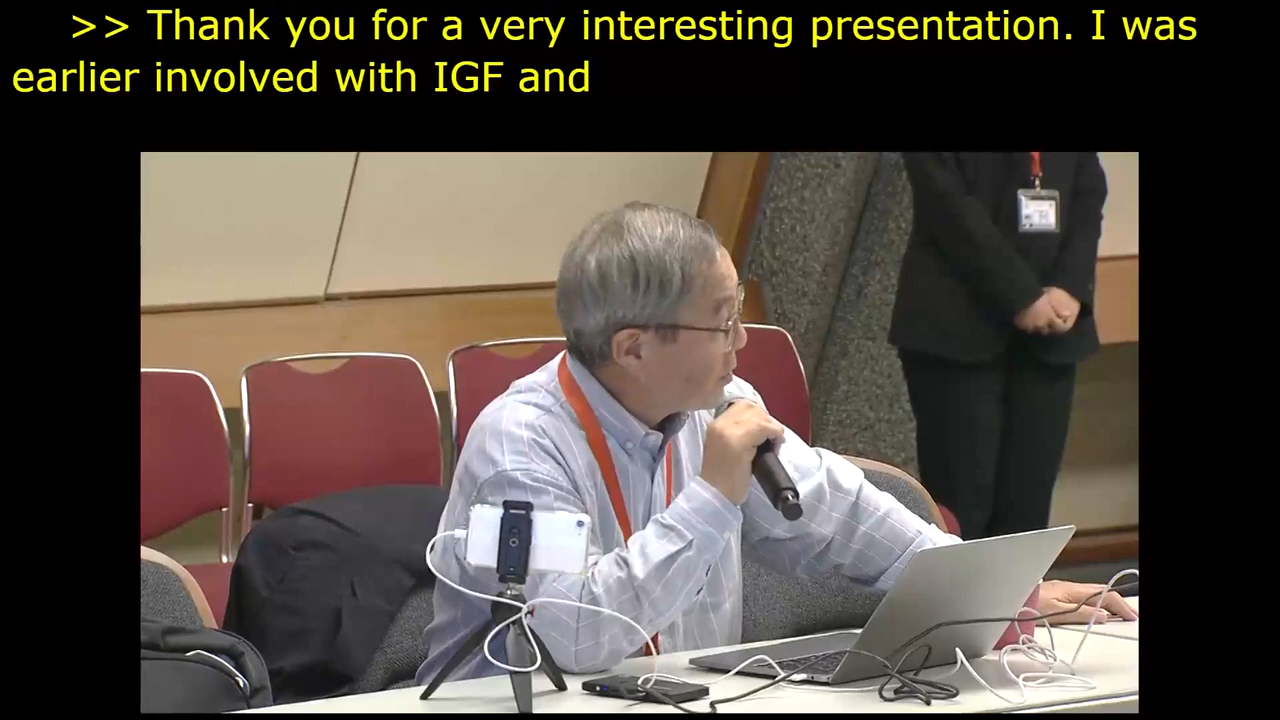 >> Thank you for a very interesting presentation. I was
earlier involved with IGF and